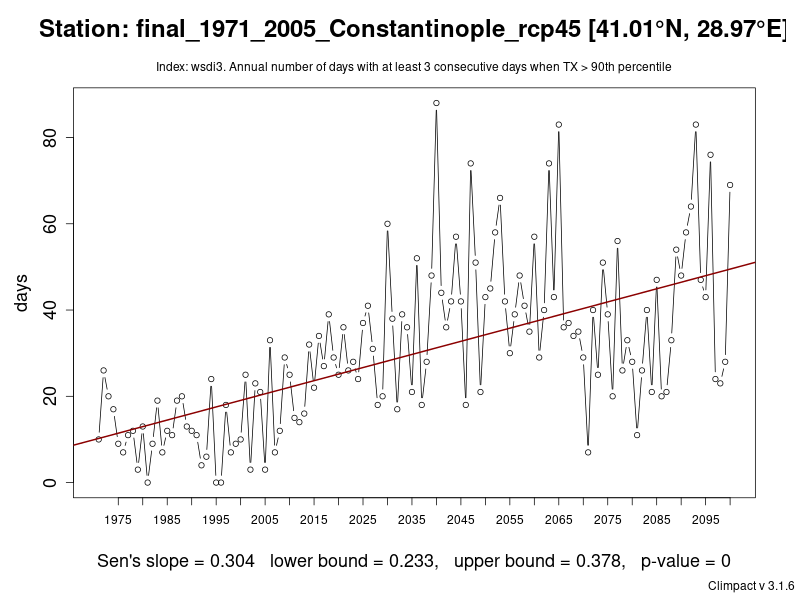 Station: final_1971_2005_Constantinople_rcp45 [41.01°N, 28.97°E]
Index: wsdi3. Annual number of days with at least 3 consecutive days when TX > 90th percentile
days
80
60
40
20
0
1975 1985 1995 2005 2015 2025 2035 2045 2055 2065 2075 2085 2095
Sen's slope = 0.304 lower bound = 0.233, upper bound = 0.378, p-value = 0
Climpact v 3.1.6